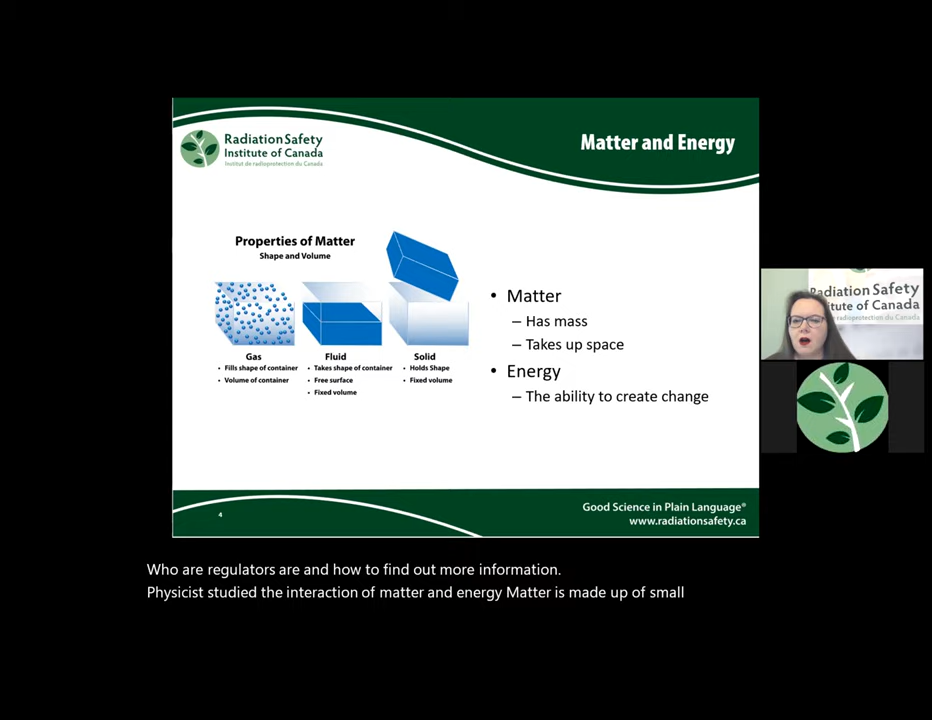 Radiation Safety
Institute of Canada
Institut de radioprotection du Canada
Matter and Energy
Properties of Matter
Shape and Volume
Gas
• Fills shape of container
• Volume of container
Fluid
• Takes shape of container
• Free surface
• Fixed volume
Solid
• Holds Shape
• Fixed volume
• Matter
– Has mass
– Takes up space
• Energy
– The ability to create change
Radiation Safety
itute of Canada
de radioprotection du Canada
4
Good Science in Plain Language®
www.radiationsafety.ca
Who are regulators are and how to find out more information.
Physicist studied the interaction of matter and energy Matter is made up of small